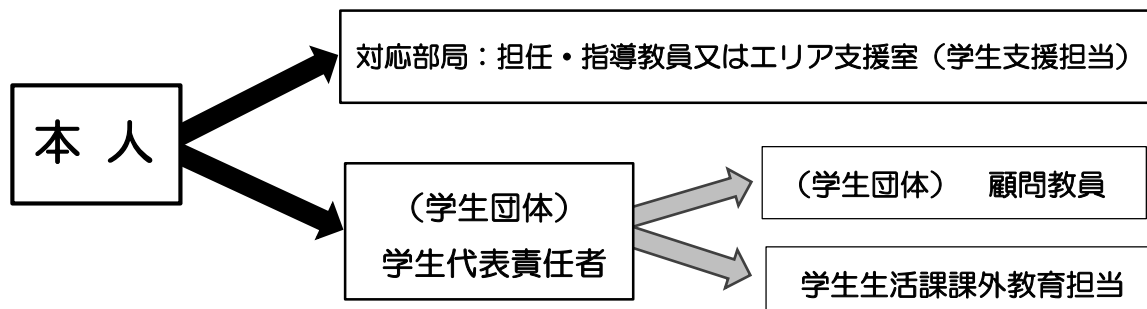 対応部局：担任・指導教員又はエリア支援室（学生支援担当）
本 人
（学生団体）
学生代表責任者
（学生団体） 顧問教員
学生生活課課外教育担当